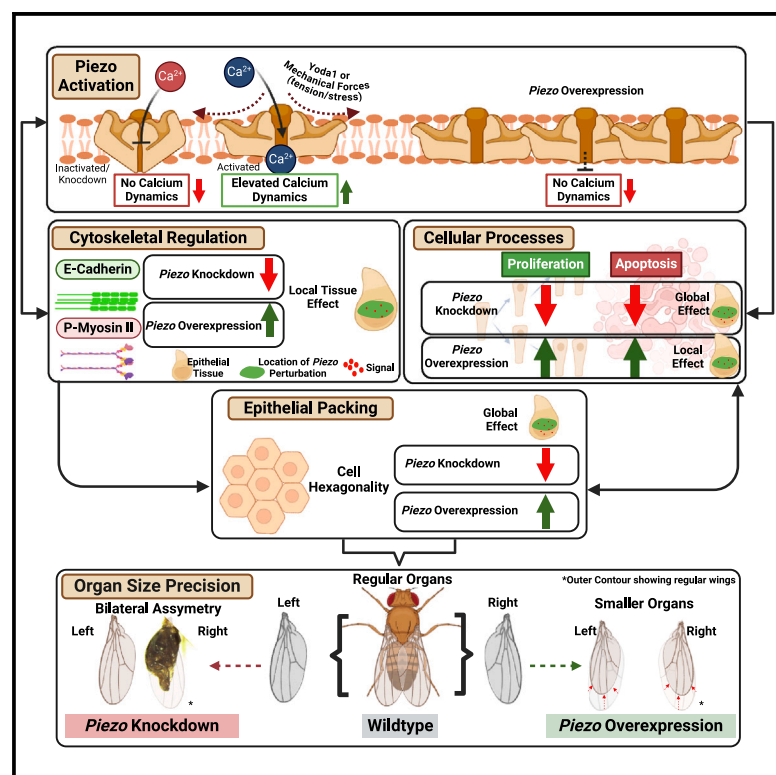 Piezo
Activation
Ca²⁺
Ca²⁺
Yoda1 or
Mechanical Forces
(tension/stress)
Piezo Overexpression
Inactivated/
Knocdown
Activated
Ca²⁺
No Calcium
Dynamics
Elevated Calcium
Dynamics
No Calcium
Dynamics
Cytoskeletal Regulation
E-Cadherin
P-Myosin II
Piezo Knockdown
Piezo Overexpression
Local Tissue
Effect
Epithelial
Tissue
Location of Piezo
Perturbation
Signal
Cellular Processes
Proliferation
Apoptosis
Piezo
Knockdown
Global
Effect
Piezo
Overexpression
Local
Effect
Epithelial Packing
Global
Effect
Cell
Hexagonality
Piezo Knockdown
Piezo Overexpression
Organ Size Precision
Regular Organs
*Outer Contour showing regular wings
Bilateral Assymetry
Left
Right
*
Left
Right
Smaller Organs
Left
Right
*
Piezo Knockdown
Wildtype
Piezo Overexpression